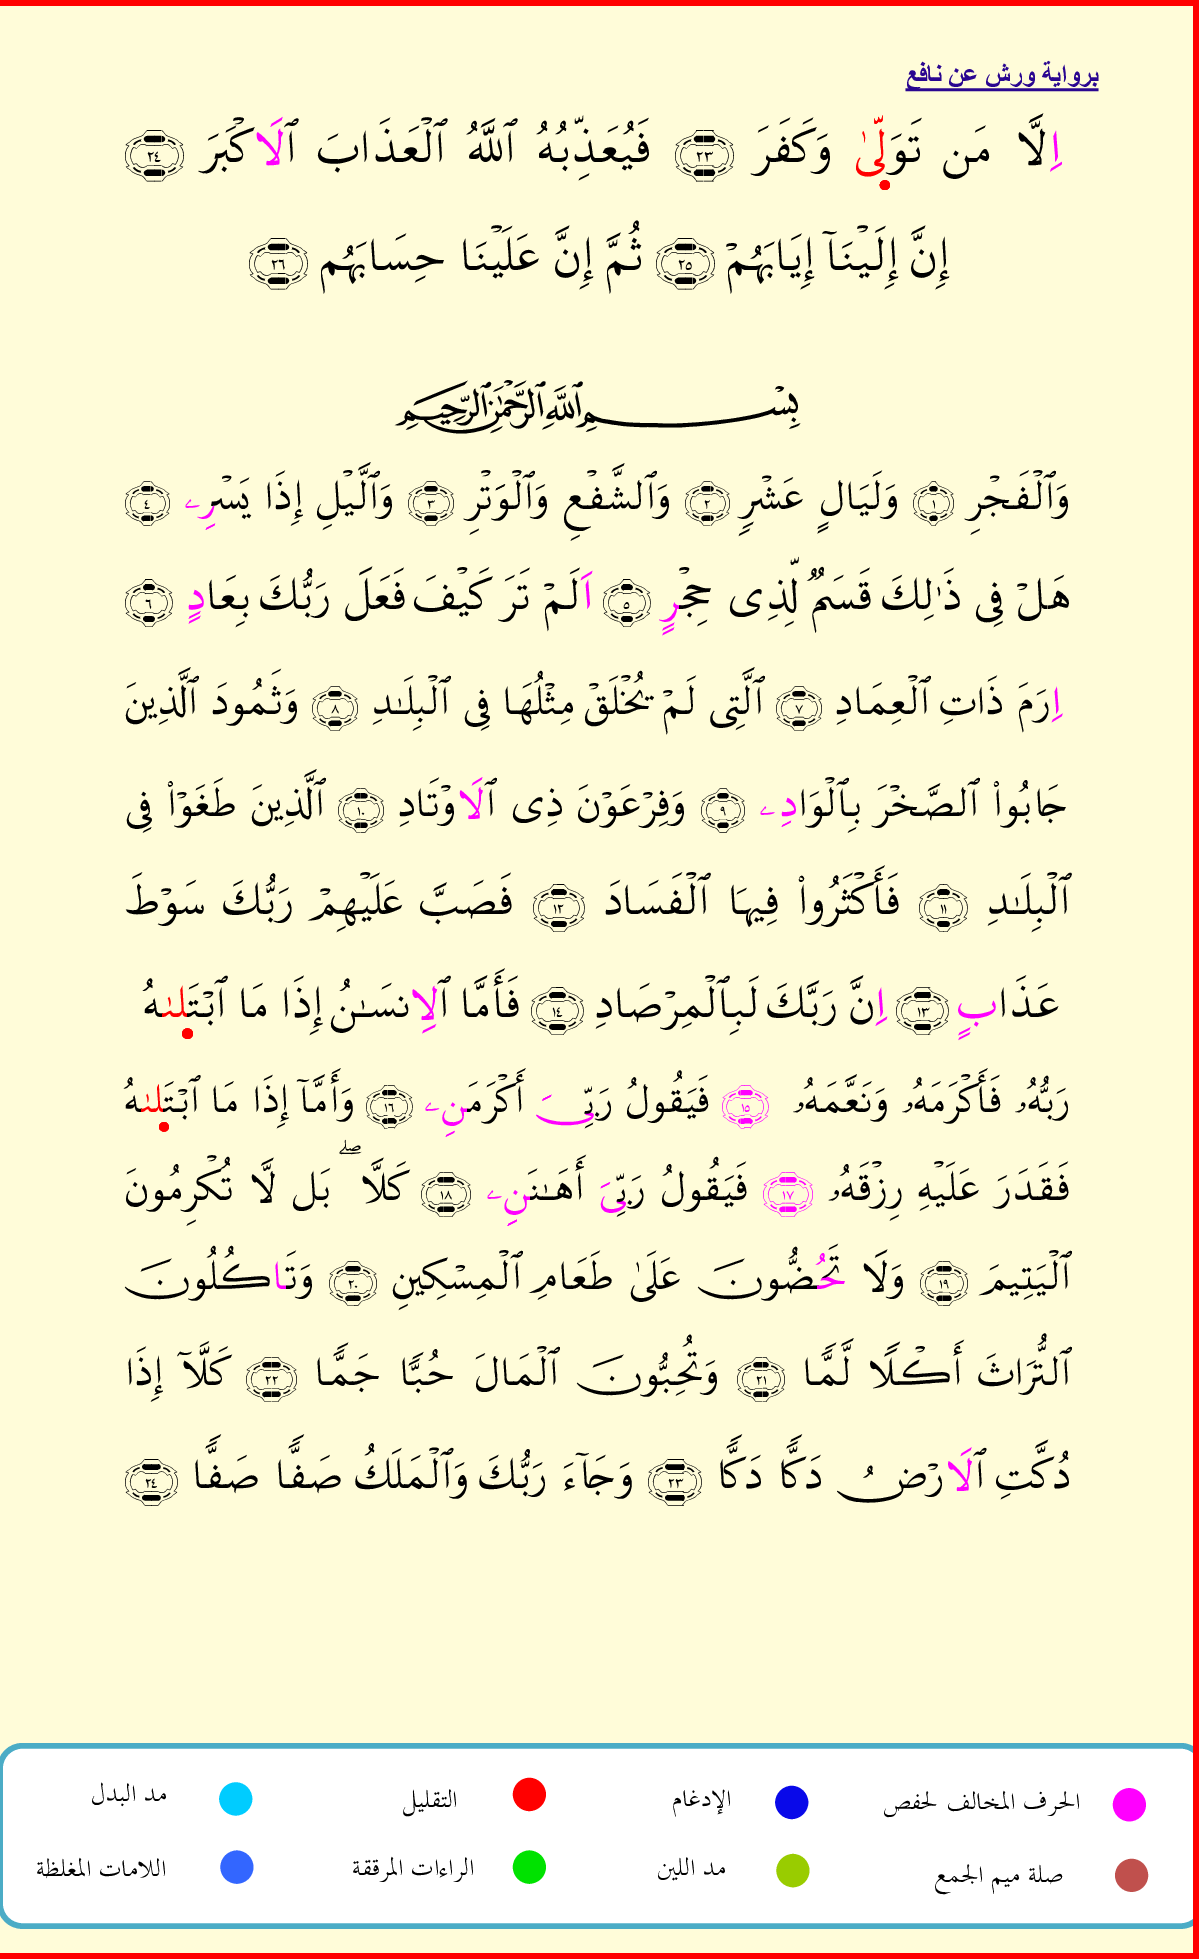 برواية ورش عن نافع
اِلَّا مَن تَوَلّ۪ىٰ وَكَفَرَ ٢٣ فَيُعَذِّبُهُ ٱللَّهُ ٱلْعَذَابَ ٱلَاكْبَرَ ٢٤
إِنَّ إِلَيْنَآ إِيَابَهُمْ ٢٥ ثُمَّ إِنَّ عَلَيْنَا حِسَابَهُم ٢٦
بِسْمِ ٱللَّهِ ٱلرَّحْمَٰنِ ٱلرَّحِيمِ
وَٱلْفَجْرِ ١ وَلَيَالٍ عَشْرٍ ٢ وَٱلشَّفْعِ وَٱلْوَتْرِ ٣ وَٱلَّيْلِ إِذَا يَسْرِۦ ٤
هَلْ فِى ذَٰلِكَ قَسَمٌ لِّذِى حِجْرٍ ٥ اَلَمْ تَرَ كَيْفَ فَعَلَ رَبُّكَ بِعَادٍ ٦
اِرَمَ ذَاتِ ٱلْعِمَادِ ٧ ٱلَّتِى لَمْ يُخْلَقْ مِثْلُهَا فِى ٱلْبِلَٰدِ ٨ وَثَمُودَ ٱلَّذِينَ
جَابُوا۟ ٱلصَّخْرَ بِٱلْوَادِۦ ٩ وَفِرْعَوْنَ ذِى ٱلَاوْتَادِ ١٠ ٱلَّذِينَ طَغَوْا۟ فِى
ٱلْبِلَٰدِ ١١ فَأَكْثَرُوا۟ فِيهَا ٱلْفَسَادَ ١٢ فَصَبَّ عَلَيْهِمْ رَبُّكَ سَوْطَ
عَذَابٍ ١٣ اِنَّ رَبَّكَ لَبِٱلْمِرْصَادِ ١٤ فَأَمَّا ٱلِانسَٰنُ إِذَا مَا ٱبْتَل۪ىٰهُ
رَبُّهُۥ فَأَكْرَمَهُۥ وَنَعَّمَهُۥ ١٥ فَيَقُولُ رَبِّىَ أَكْرَمَنِۦ ١٦ وَأَمَّآ إِذَا مَا ٱبْتَل۪ىٰهُ
فَقَدَرَ عَلَيْهِ رِزْقَهُۥ ١٧ فَيَقُولُ رَبِّىَ أَهَٰنَنِۦ ١٨ كَلَّاۖ بَل لَّا تُكْرِمُونَ
ٱلْيَتِيمَ ١٩ وَلَا تَحُضُّونَ عَلَىٰ طَعَامِ ٱلْمِسْكِينِ ٢٠ وَتَاكُلُونَ
ٱلتُّرَاثَ أَكْلًا لَّمًّا ٢١ وَتُحِبُّونَ ٱلْمَالَ حُبًّا جَمًّا ٢٢ كَلَّآ إِذَا
دُكَّتِ ٱلَارْضُ دَكًّا دَكًّا ٢٣ وَجَآءَ رَبُّكَ وَٱلْمَلَكُ صَفًّا صَفًّا ٢٤
الحرف المخالف لحفص الإدغام التقليل مد البدل
صلة ميم الجمع مد اللين الراءات المرققة اللامات المغلظة